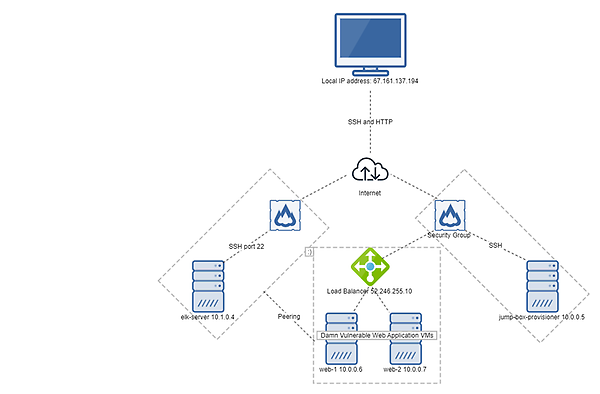 Local IP address: 67.161.137.194
SSH and HTTP
Internet
Security Group
SSH port 22
SSH
Load Balancer 52.246.255.10
elk-server 10.1.0.4
jump-box-provisioner 10.0.0.5
Peering
Damn Vulnerable Web Application VMs
web-1 10.0.0.6
web-2 10.0.0.7